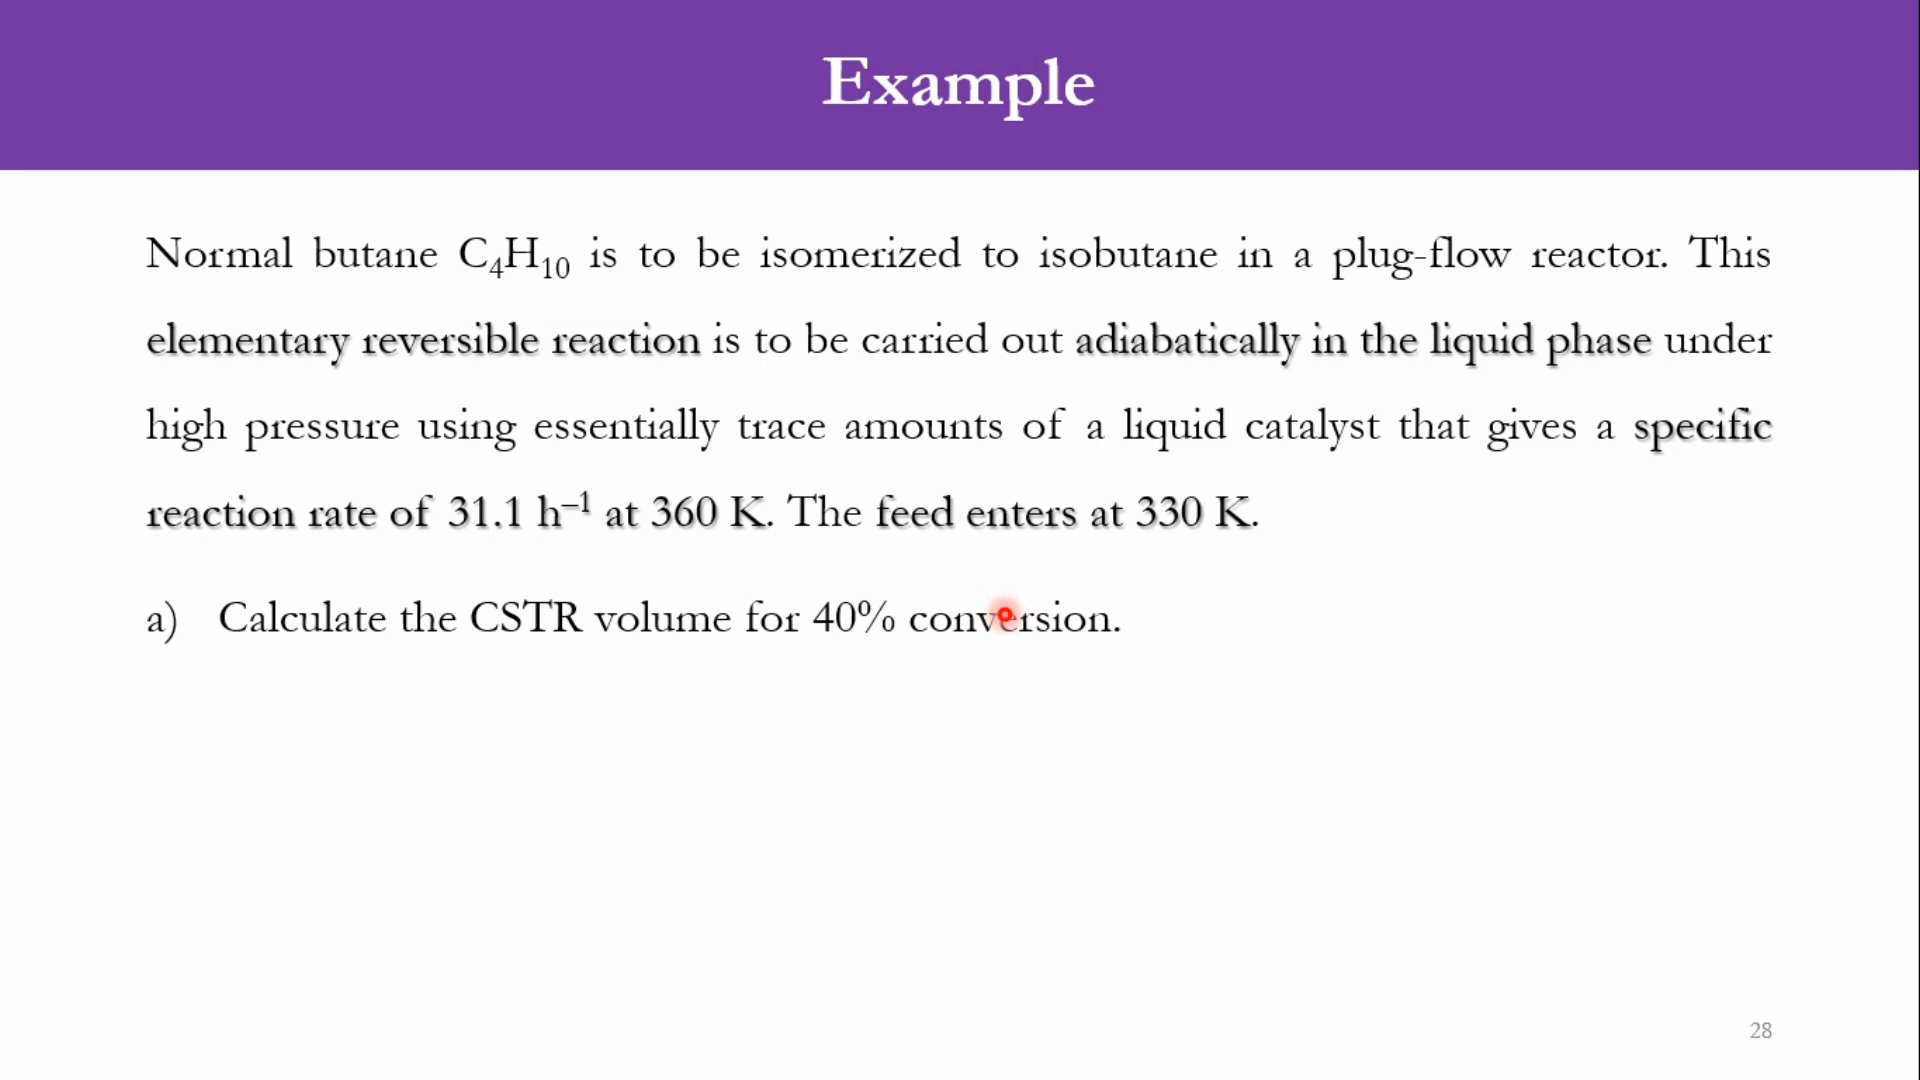 Example
Normal butane C₄H₁₀ is to be isomerized to isobutane in a plug-flow reactor. This
elementary reversible reaction is to be carried out adiabatically in the liquid phase under
high pressure using essentially trace amounts of a liquid catalyst that gives a specific
reaction rate of 31.1 h⁻¹ at 360 K. The feed enters at 330 K.
a) Calculate the CSTR volume for 40% conversion.
28